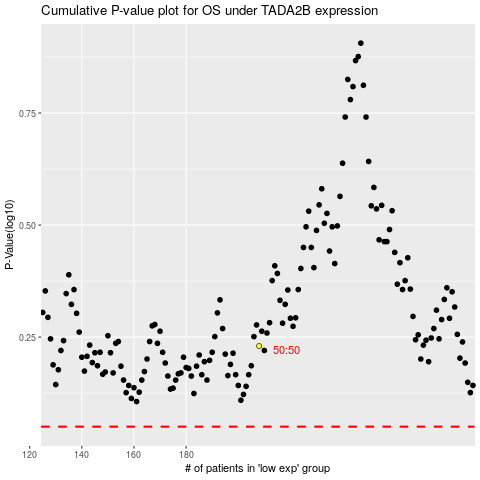 Cumulative P-value plot for OS under TADA2B expression
0.75
0.50
0.25
P-Value(log10)
50:50
120 140 160 180
# of patients in 'low exp' group